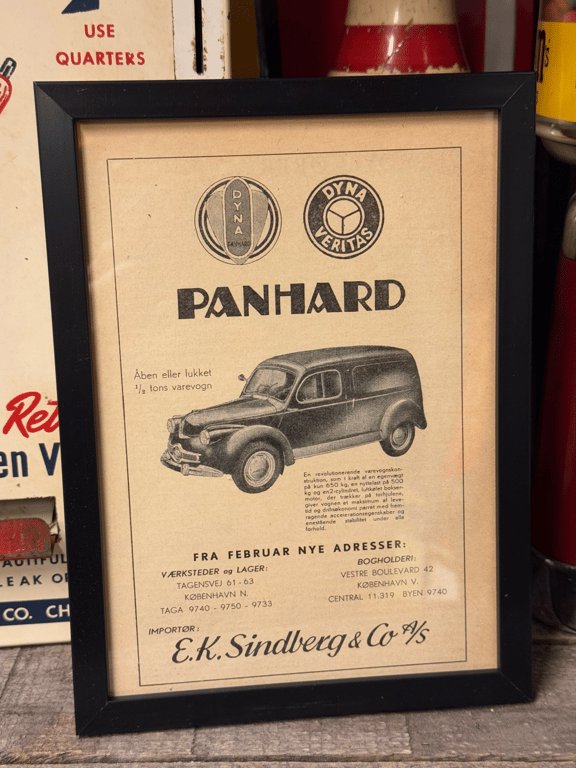 USE
QUARTERS
DYNA
PANHARD
DYNA
VERITAS
PANHARD
Åben eller lukket
½ tons varevogn
En revolutionerende varevognskon-
struktion, som i kraft af en egenvægt
på kun 650 kg, en nyttelast på 500
kg og en 2-cylindret, luftkølet bokser-
motor, der trækker på forhjulene,
giver vognen et maksimum af leve-
tid og driftsøkonomi parret med frem-
ragende accelerationsegenskaber og
enestående stabilitet under alle
forhold.
FRA FEBRUAR NYE ADRESSER:
VÆRKSTEDER og LAGER:
TAGENSVEJ 61 - 63
KØBENHAVN N.
TAGA 9740 - 9750 - 9733
BOGHOLDERI:
VESTRE BOULEVARD 42
KØBENHAVN V.
CENTRAL 11.319 BYEN 9740
IMPORTØR:
E.K. Sindberg & Co A/S
Ret
en V
EAK OF
CO. CH